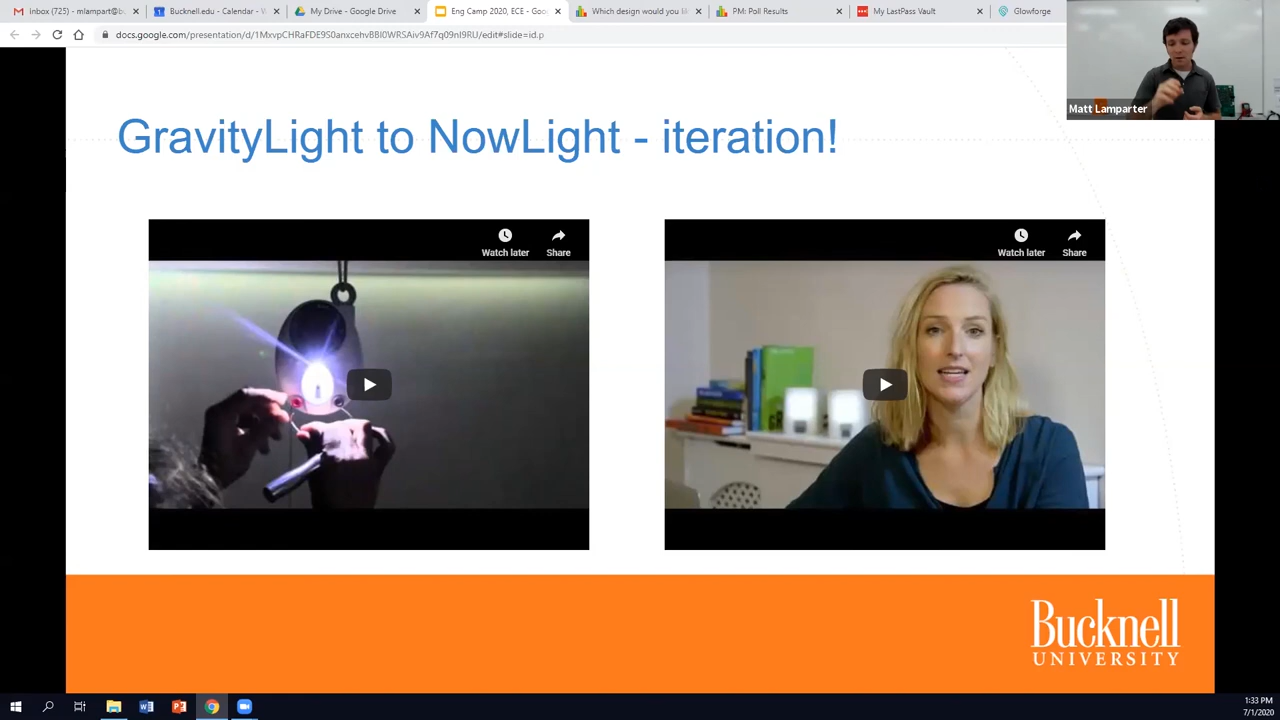 Inbox (725) - mlampart@b
Bucknell.edu - Calendar - W
My Drive - Google Drive
Eng Camp 2020, ECE - Goo
Which design would you l
PM: Poll Results
My LastPass Vault
Glowforge
docs.google.com/presentation/d/1MxvpCHRaFDE9S0anxcehvBBI0WRSAiv9Af7q09nI9RU/edit#slide=id.p
Matt Lamparter
GravityLight to NowLight - iteration!
Watch later
Share
Watch later
Share
Bucknell
UNIVERSITY
1:33 PM
7/1/2020